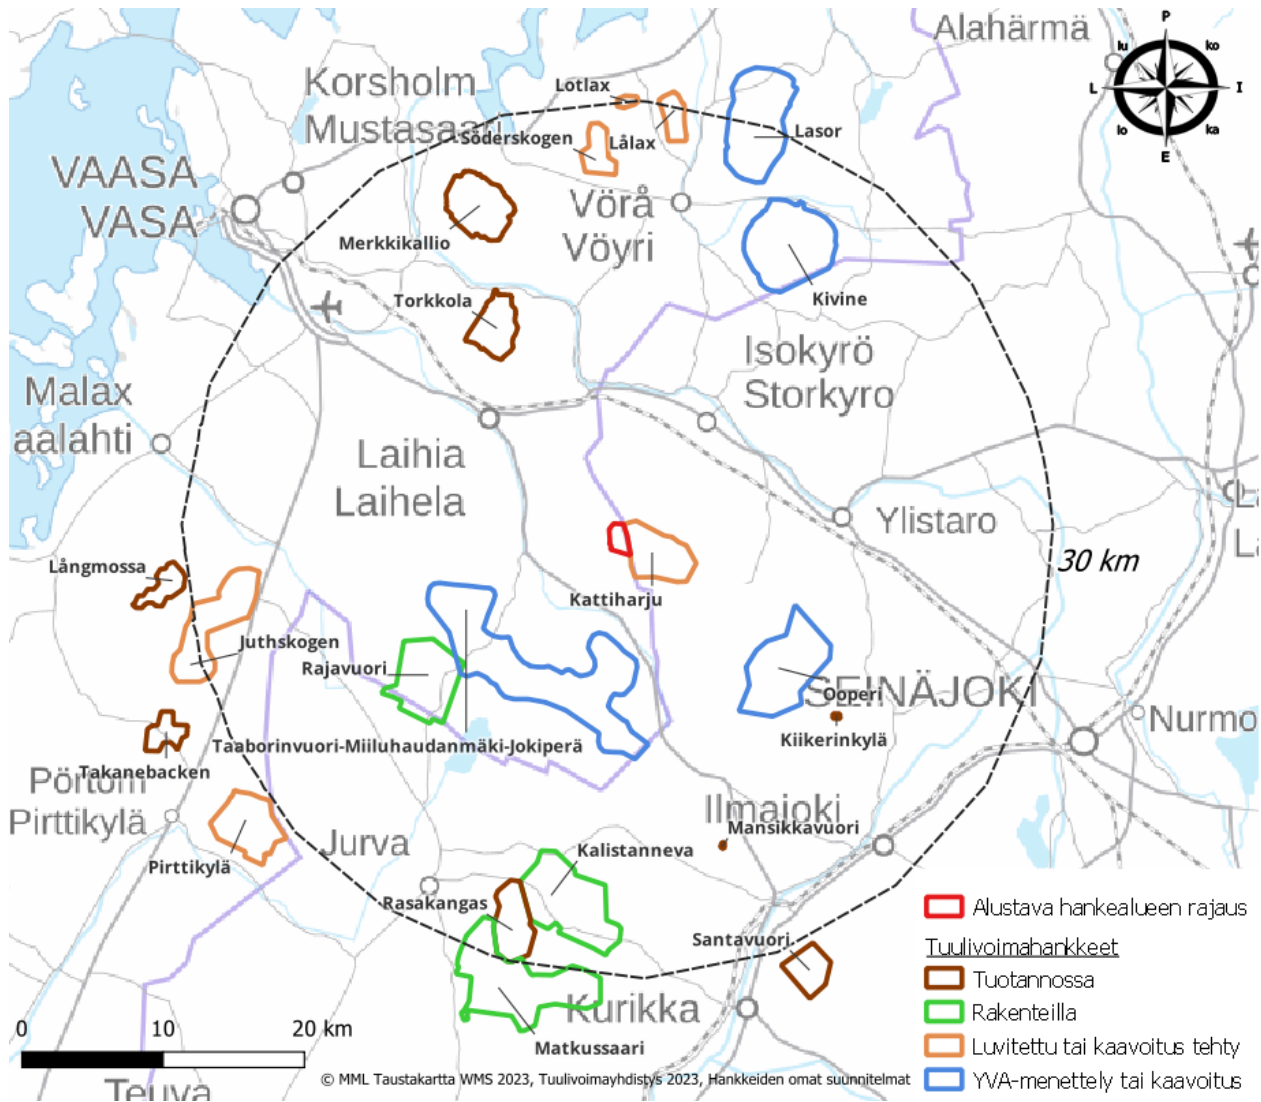 Alahärmä
P
lu
ko
L
I
lo
ka
E
Korsholm
Mustasaari
Lotlax
Söderskogen
Lålax
Lasor
VAASA
VASA
Vörå
Vöyri
Merkkikallio
Torkkola
Kivine
Isokyrö
Storkyro
Malax
aalahti
Laihia
Laihela
Ylistaro
30 km
Långmossa
Kattiharju
Juthskogen
Rajavuori
Ooperi
SEINÄJOKI
Nurmo
Kiikerinkylä
Taaborinvuori-Miiluhaudanmäki-Jokiperä
Takanebacken
Pörtom
Pirttikylä
Ilmajoki
Mansikkavuori
Jurva
Kalistanneva
Pirttikylä
Rasakangas
Santavuori
Kurikka
Matkussaari
Teuva
0 10 20 km
© MML Taustakartta WMS 2023, Tuulivoimayhdistys 2023, Hankkeiden omat suunnitelmat
Alustava hankealueen rajaus
Tuulivoimahankkeet
Tuotannossa
Rakenteilla
Luvitettu tai kaavoitus tehty
YVA-menettely tai kaavoitus